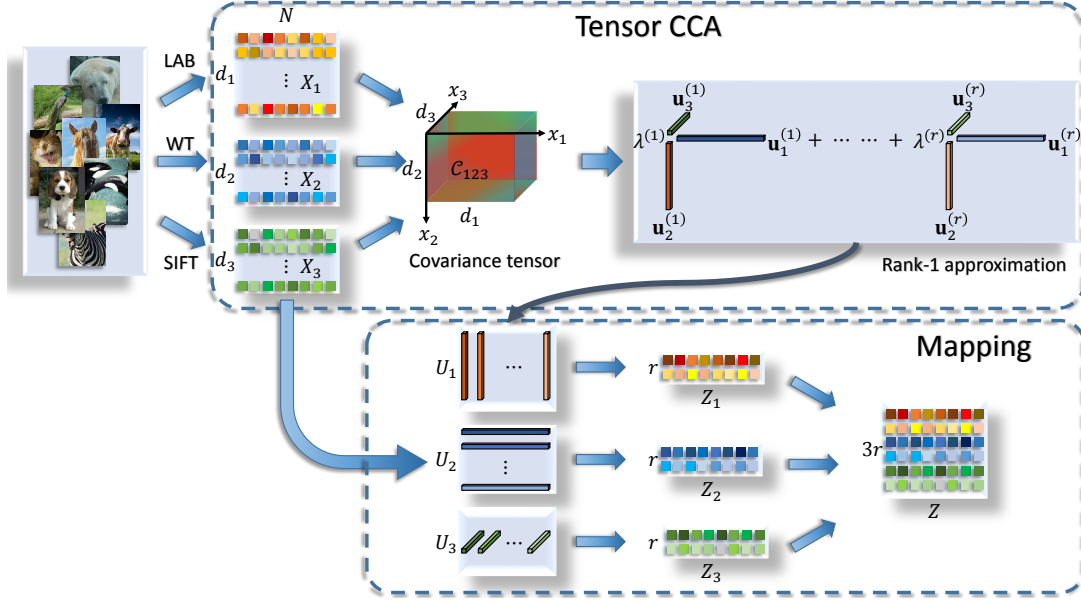 Tensor CCA
N
LAB
d₁
⋮ X₁
WT
d₂
⋮ X₂
SIFT
d₃
⋮ X₃
x₃
d₃
x₁
d₂
C₁₂₃
d₁
x₂
Covariance tensor
u₃⁽¹⁾
λ⁽¹⁾
u₁⁽¹⁾
u₂⁽¹⁾
+ ⋯ ⋯ +
u₃⁽ʳ⁾
λ⁽ʳ⁾
u₁⁽ʳ⁾
u₂⁽ʳ⁾
Rank-1 approximation
Mapping
U₁
⋯
r
Z₁
U₂
⋮
r
Z₂
3r
Z
U₃
⋯
r
Z₃